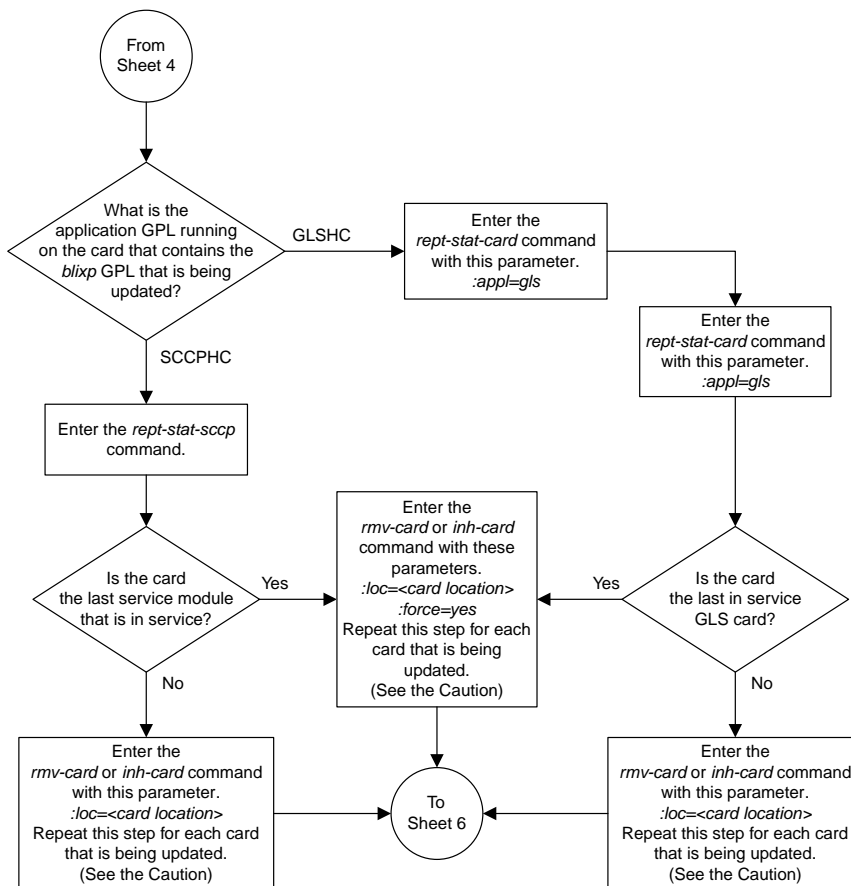 From
Sheet 4
What is the
application GPL running
on the card that contains the
blixp GPL that is being
updated?
GLSHC
Enter the
rept-stat-card command
with this parameter.
:appl=gls
Enter the
rept-stat-card command
with this parameter.
:appl=gls
SCCPHC
Enter the rept-stat-sccp
command.
Is the card
the last service module
that is in service?
Yes
Enter the
rmv-card or inh-card
command with these
parameters.
:loc=<card location>
:force=yes
Repeat this step for each
card that is being
updated.
(See the Caution)
Yes
Is the card
the last in service
GLS card?
No
No
Enter the
rmv-card or inh-card command
with this parameter.
:loc=<card location>
Repeat this step for each card
that is being updated.
(See the Caution)
To
Sheet 6
Enter the
rmv-card or inh-card command
with this parameter.
:loc=<card location>
Repeat this step for each card
that is being updated.
(See the Caution)